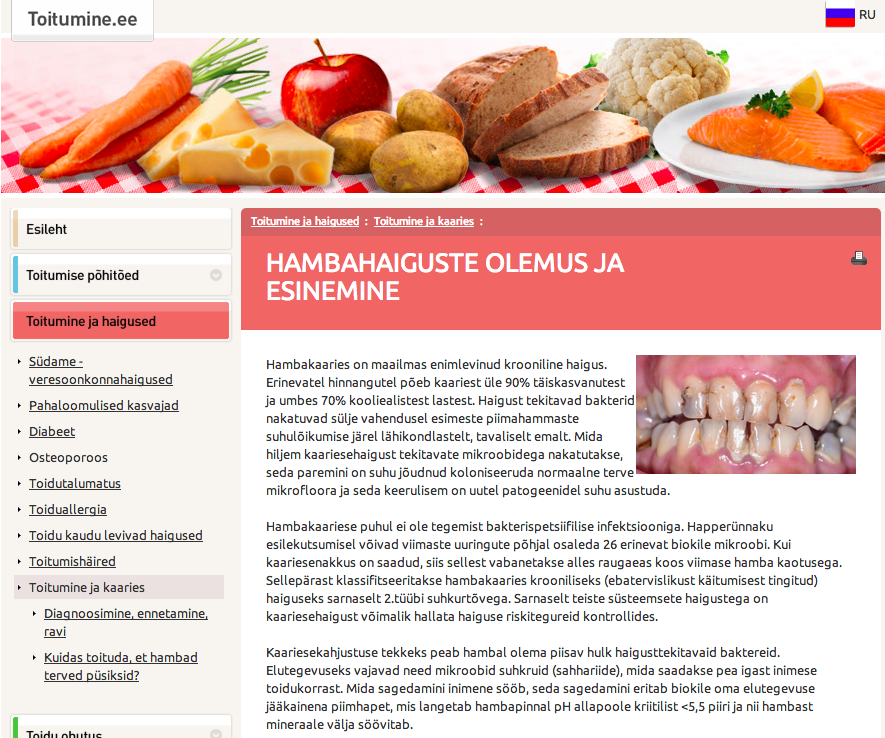 Toitumine.ee
RU
Esileht
Toitumise põhitõed
Toitumine ja haigused
Südame -
veresoonkonnahaigused
Pahaloomulised kasvajad
Diabeet
Osteoporoos
Toidutalumatus
Toiduallergia
Toidu kaudu levivad haigused
Toitumishäired
Toitumine ja kaaries
Diagnoosimine, ennetamine,
ravi
Kuidas toituda, et hambad
terved püsiksid?
Toidu ohutus
Toitumine ja haigused : Toitumine ja kaaries :
HAMBAHAIGUSTE OLEMUS JA
ESINEMINE
Hambakaaries on maailmas enimlevinud krooniline haigus.
Erinevatel hinnangutel põeb kaariest üle 90% täiskasvanutest
ja umbes 70% kooliealistest lastest. Haigust tekitavad bakterid
nakatuvad sülje vahendusel esimeste piimahammaste
suhulõikumise järel lähikondlastelt, tavaliselt emalt. Mida
hiljem kaariesehaigust tekitavate mikroobidega nakatutakse,
seda paremini on suhu jõudnud koloniseeruda normaalne terve
mikrofloora ja seda keerulisem on uutel patogeenidel suhu asustuda.
Hambakaariese puhul ei ole tegemist bakterispetsiifilise infektsiooniga. Happerünnaku
esilekutsumisel võivad viimaste uuringute põhjal osaleda 26 erinevat biokile mikroobi. Kui
kaariesenakkus on saadud, siis sellest vabanetakse alles raugaeas koos viimase hamba kaotusega.
Sellepärast klassifitseeritakse hambakaaries krooniliseks (ebatervislikust käitumisest tingitud)
haiguseks sarnaselt 2.tüübi suhkurtõvega. Sarnaselt teiste süsteemsete haigustega on
kaariesehaigust võimalik hallata haiguse riskitegureid kontrollides.
Kaariesekahjustuse tekkeks peab hambal olema piisav hulk haigusttekitavaid baktereid.
Elutegevuseks vajavad need mikroobid suhkruid (sahhariide), mida saadakse pea igast inimese
toidukorrast. Mida sagedamini inimene sööb, seda sagedamini eritab biokile oma elutegevuse
jääkainena piimhapet, mis langetab hambapinnal pH allapoole kriitilist <5,5 piiri ja nii hambast
mineraale välja söövitab.